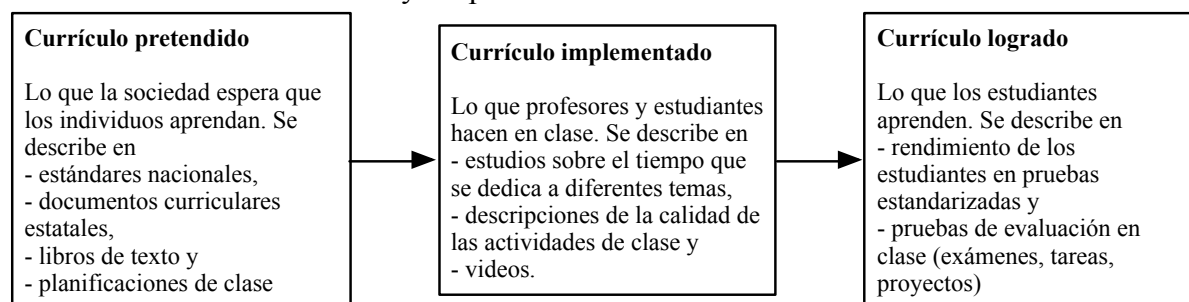 Currículo pretendido
Lo que la sociedad espera que
los individuos aprendan. Se
describe en
- estándares nacionales,
- documentos curriculares
estatales,
- libros de texto y
- planificaciones de clase
Currículo implementado
Lo que profesores y estudiantes
hacen en clase. Se describe en
- estudios sobre el tiempo que
se dedica a diferentes temas,
- descripciones de la calidad de
las actividades de clase y
- videos.
Currículo logrado
Lo que los estudiantes
aprenden. Se describe en
- rendimiento de los
estudiantes en pruebas
estandarizadas y
- pruebas de evaluación en
clase (exámenes, tareas,
proyectos)